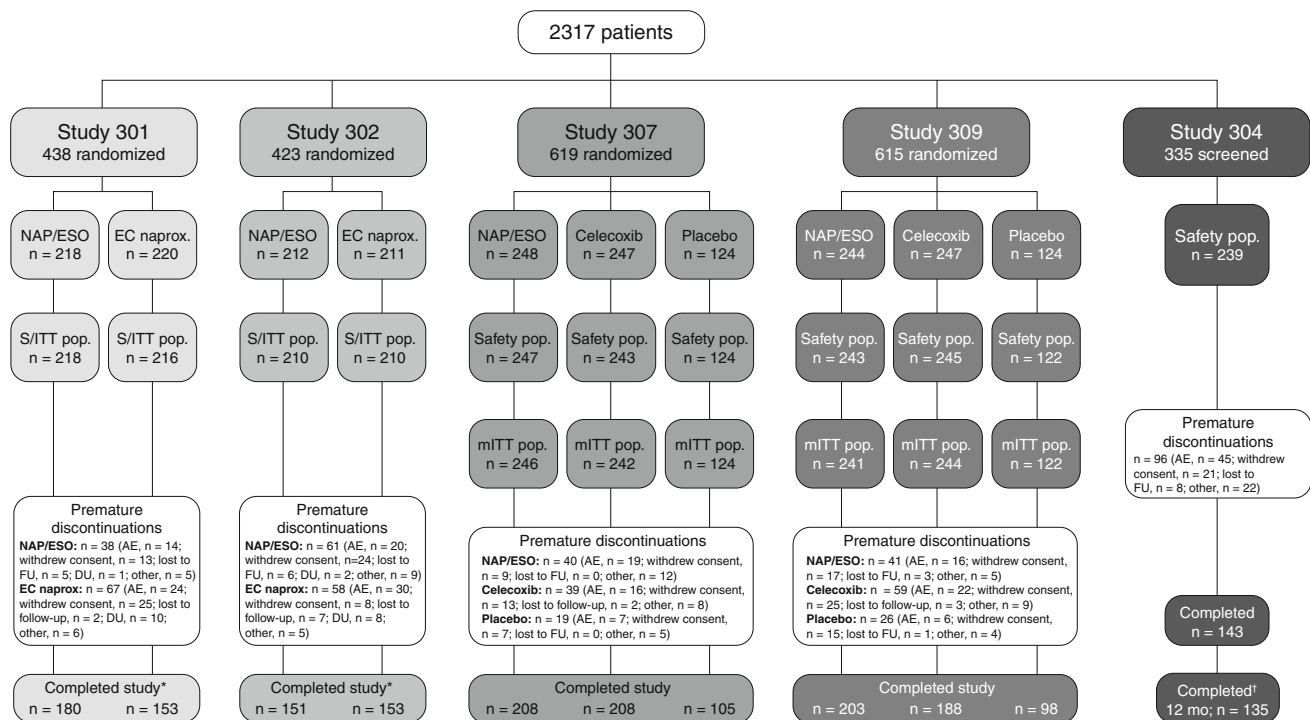 2317 patients
Study 301
438 randomized
Study 302
423 randomized
Study 307
619 randomized
Study 309
615 randomized
Study 304
335 screened
NAP/ESO
n = 218
EC naprox.
n = 220
NAP/ESO
n = 212
EC naprox.
n = 211
NAP/ESO
n = 248
Celecoxib
n = 247
Placebo
n = 124
NAP/ESO
n = 244
Celecoxib
n = 247
Placebo
n = 124
Safety pop.
n = 239
S/ITT pop.
n = 218
S/ITT pop.
n = 216
S/ITT pop.
n = 210
S/ITT pop.
n = 210
Safety pop.
n = 247
Safety pop.
n = 243
Safety pop.
n = 124
Safety pop.
n = 243
Safety pop.
n = 245
Safety pop.
n = 122
mITT pop.
n = 246
mITT pop.
n = 242
mITT pop.
n = 124
mITT pop.
n = 241
mITT pop.
n = 244
mITT pop.
n = 122
Premature
discontinuations
n = 96 (AE, n = 45; withdrew
consent, n = 21; lost to
FU, n = 8; other, n = 22)
Premature
discontinuations
NAP/ESO: n = 38 (AE, n = 14;
withdrew consent, n = 13; lost to
FU, n = 5; DU, n = 1; other, n = 5)
EC naprox: n = 67 (AE, n = 24;
withdrew consent, n = 25; lost to
follow-up, n = 2; DU, n = 10;
other, n = 6)
Premature
discontinuations
NAP/ESO: n = 61 (AE, n = 20;
withdrew consent, n=24; lost to
FU, n = 6; DU, n = 2; other, n = 9)
EC naprox: n = 58 (AE, n = 30;
withdrew consent, n = 8; lost to
follow-up, n = 7; DU, n = 8;
other, n = 5)
Premature discontinuations
NAP/ESO: n = 40 (AE, n = 19; withdrew consent,
n = 9; lost to FU, n = 0; other, n = 12)
Celecoxib: n = 39 (AE, n = 16; withdrew consent,
n = 13; lost to follow-up, n = 2; other, n = 8)
Placebo: n = 19 (AE, n = 7; withdrew consent,
n = 7; lost to FU, n = 0; other, n = 5)
Premature discontinuations
NAP/ESO: n = 41 (AE, n = 16; withdrew consent,
n = 17; lost to FU, n = 3; other, n = 5)
Celecoxib: n = 59 (AE, n = 22; withdrew consent,
n = 25; lost to follow-up, n = 3; other, n = 9)
Placebo: n = 26 (AE, n = 6; withdrew consent,
n = 15; lost to FU, n = 1; other, n = 4)
Completed
n = 143
Completed study*
n = 180 n = 153
Completed study*
n = 151 n = 153
Completed study
n = 208 n = 208 n = 105
Completed study
n = 203 n = 188 n = 98
Completed†
12 mo; n = 135